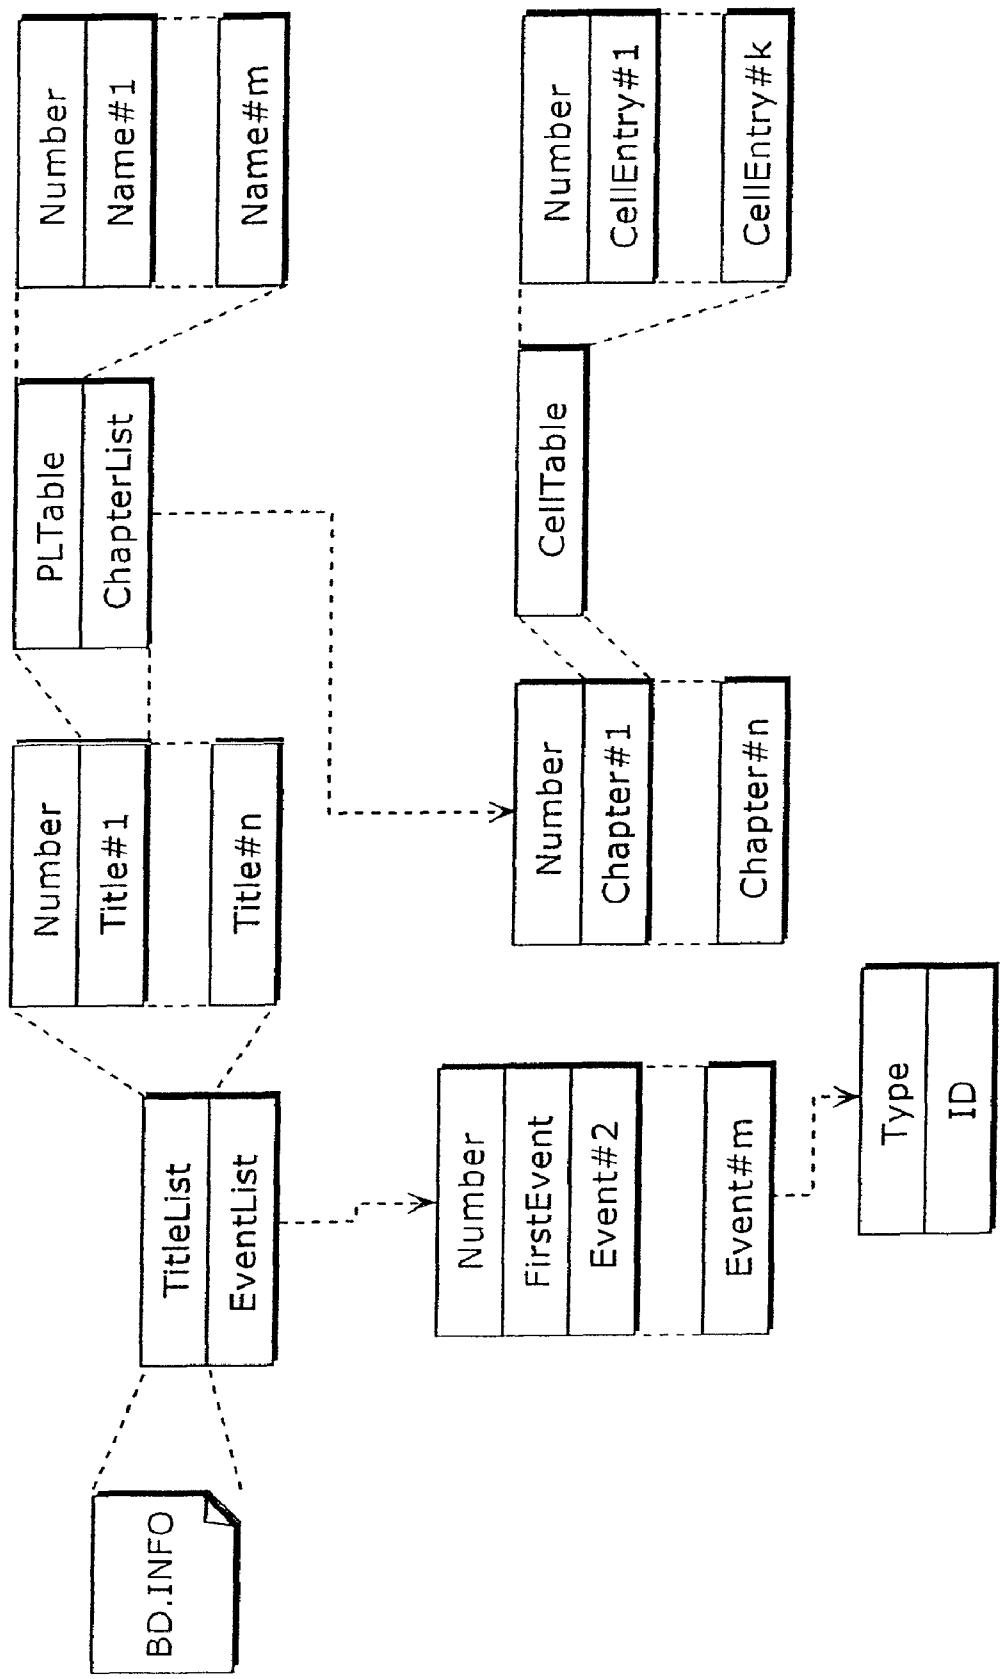 BD.INFO
TitleList
EventList
Number
Title#1
Title#n
PLTable
ChapterList
Number
Name#1
Name#m
Number
FirstEvent
Event#2
Event#m
Type
ID
Number
Chapter#1
Chapter#n
CellTable
Number
CellEntry#1
CellEntry#k